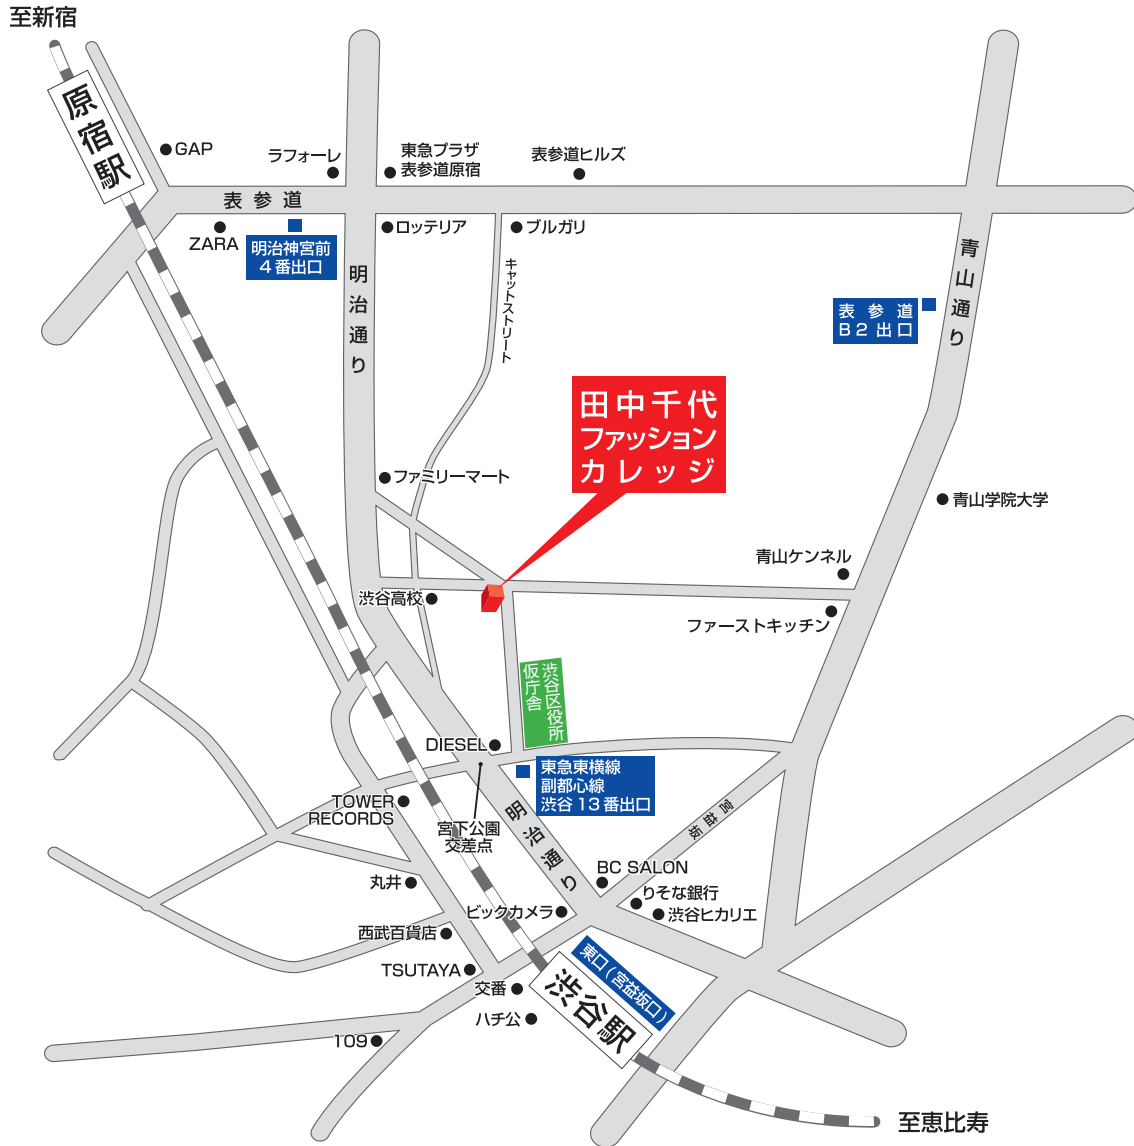 至新宿
原宿駅
GAP
ラフォーレ
東急プラザ
表参道原宿
表参道ヒルズ
表参道
ZARA
明治神宮前
4番出口
ロッテリア
ブルガリ
キャットストリート
明治通り
青山通り
表参道
B2出口
田中千代
ファッション
カレッジ
ファミリーマート
青山学院大学
青山ケンネル
渋谷高校
ファーストキッチン
渋谷区役所
仮庁舎
DIESEL
東急東横線
副都心線
渋谷13番出口
TOWER
RECORDS
宮下公園
交差点
明治通り
宮益坂
BC SALON
丸井
りそな銀行
ビックカメラ
渋谷ヒカリエ
西武百貨店
TSUTAYA
東口(宮益坂口)
交番
渋谷駅
ハチ公
109
至恵比寿